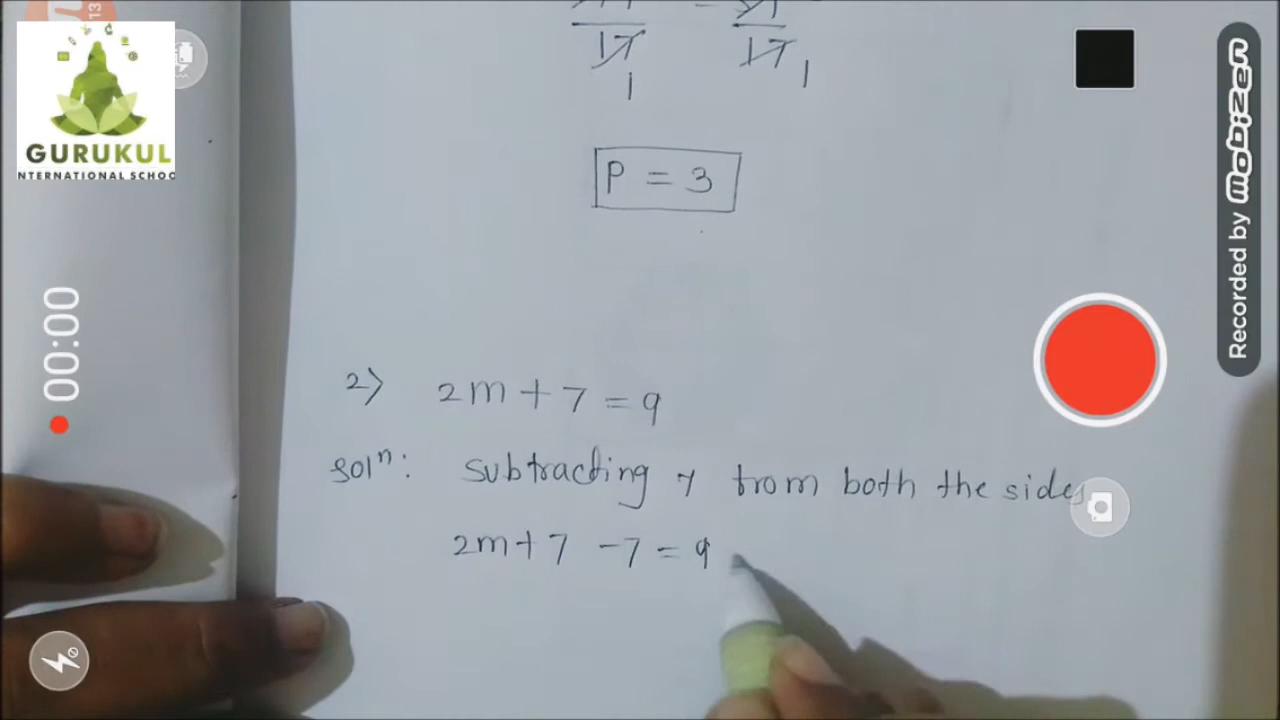 13
GURUKUL
NTERNATIONAL SCHOO
17 17
1 1
P = 3
2) 2m + 7 = 9
Solⁿ: Subtracting 7 from both the sides
2m + 7 - 7 = 9
00:00
Recorded by mobizen